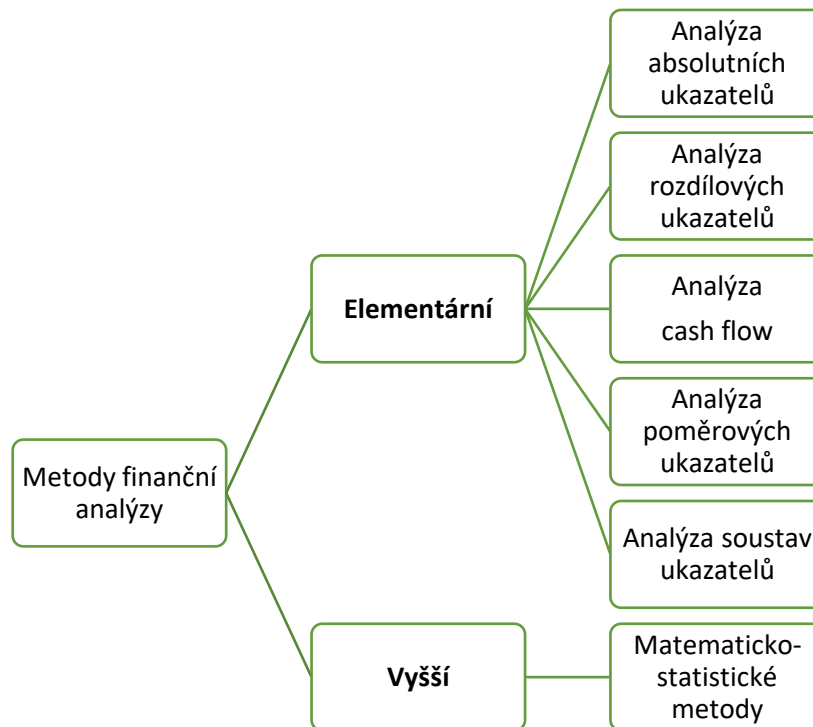 Analýza
absolutních
ukazatelů
Analýza
rozdílových
ukazatelů
Elementární
Analýza
cash flow
Analýza
poměrových
ukazatelů
Metody finanční
analýzy
Analýza soustav
ukazatelů
Vyšší
Matematicko-
statistické
metody